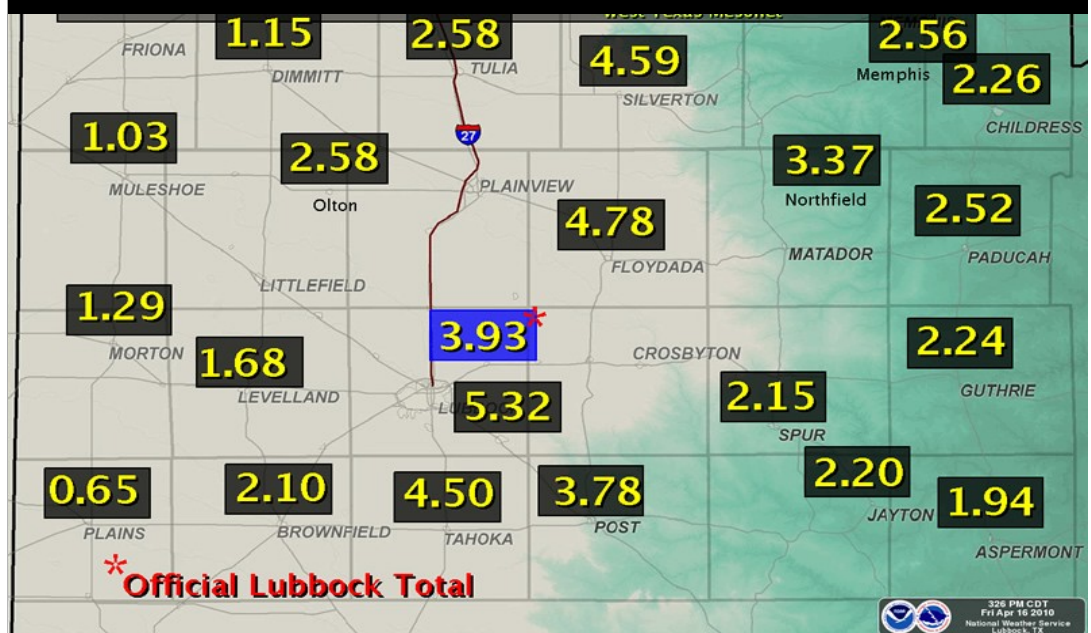 West Texas Mesonet
1.15
2.58
2.56
FRIONA
4.59
DIMMITT
TULIA
Memphis
2.26
SILVERTON
CHILDRESS
1.03
27
2.58
3.37
MULESHOE
PLAINVIEW
Olton
Northfield
4.78
2.52
MATADOR
PADUCAH
FLOYDADA
LITTLEFIELD
1.29
3.93*
2.24
MORTON
1.68
CROSBYTON
LEVELLAND
GUTHRIE
5.32
2.15
SPUR
0.65
2.10
4.50
3.78
2.20
1.94
PLAINS
BROWNFIELD
TAHOKA
POST
JAYTON
ASPERMONT
*Official Lubbock Total
326 PM CDT
Fri Apr 16 2010
National Weather Service
Lubbock, TX